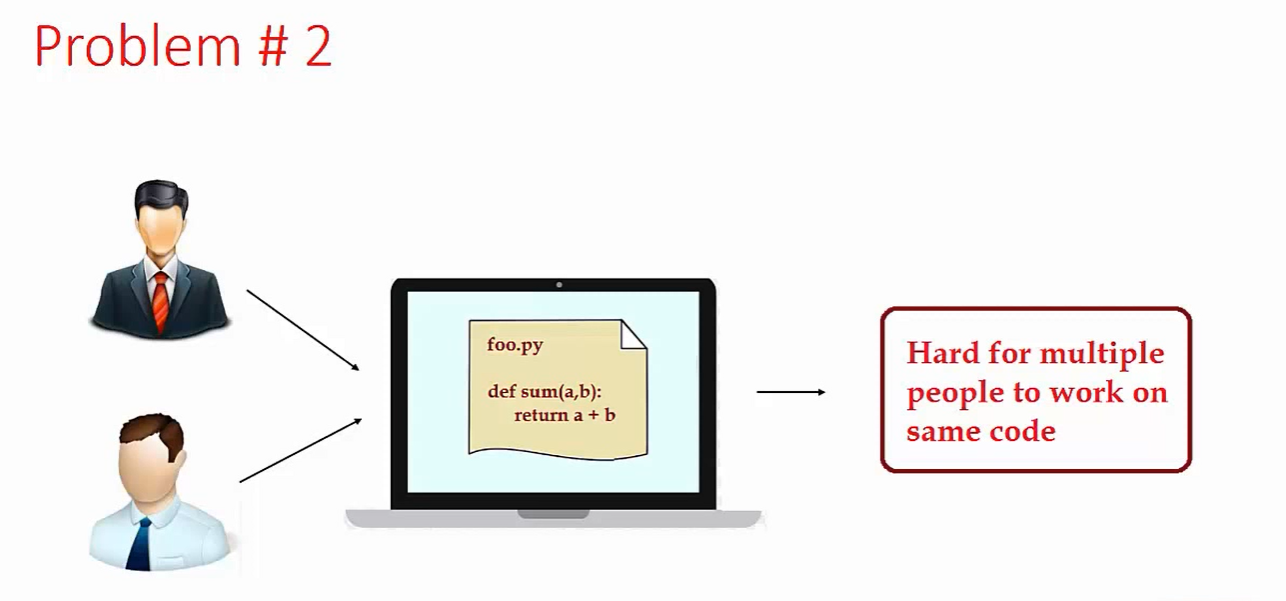 Problem # 2
foo.py
def sum(a,b):
return a + b
Hard for multiple
people to work on
same code